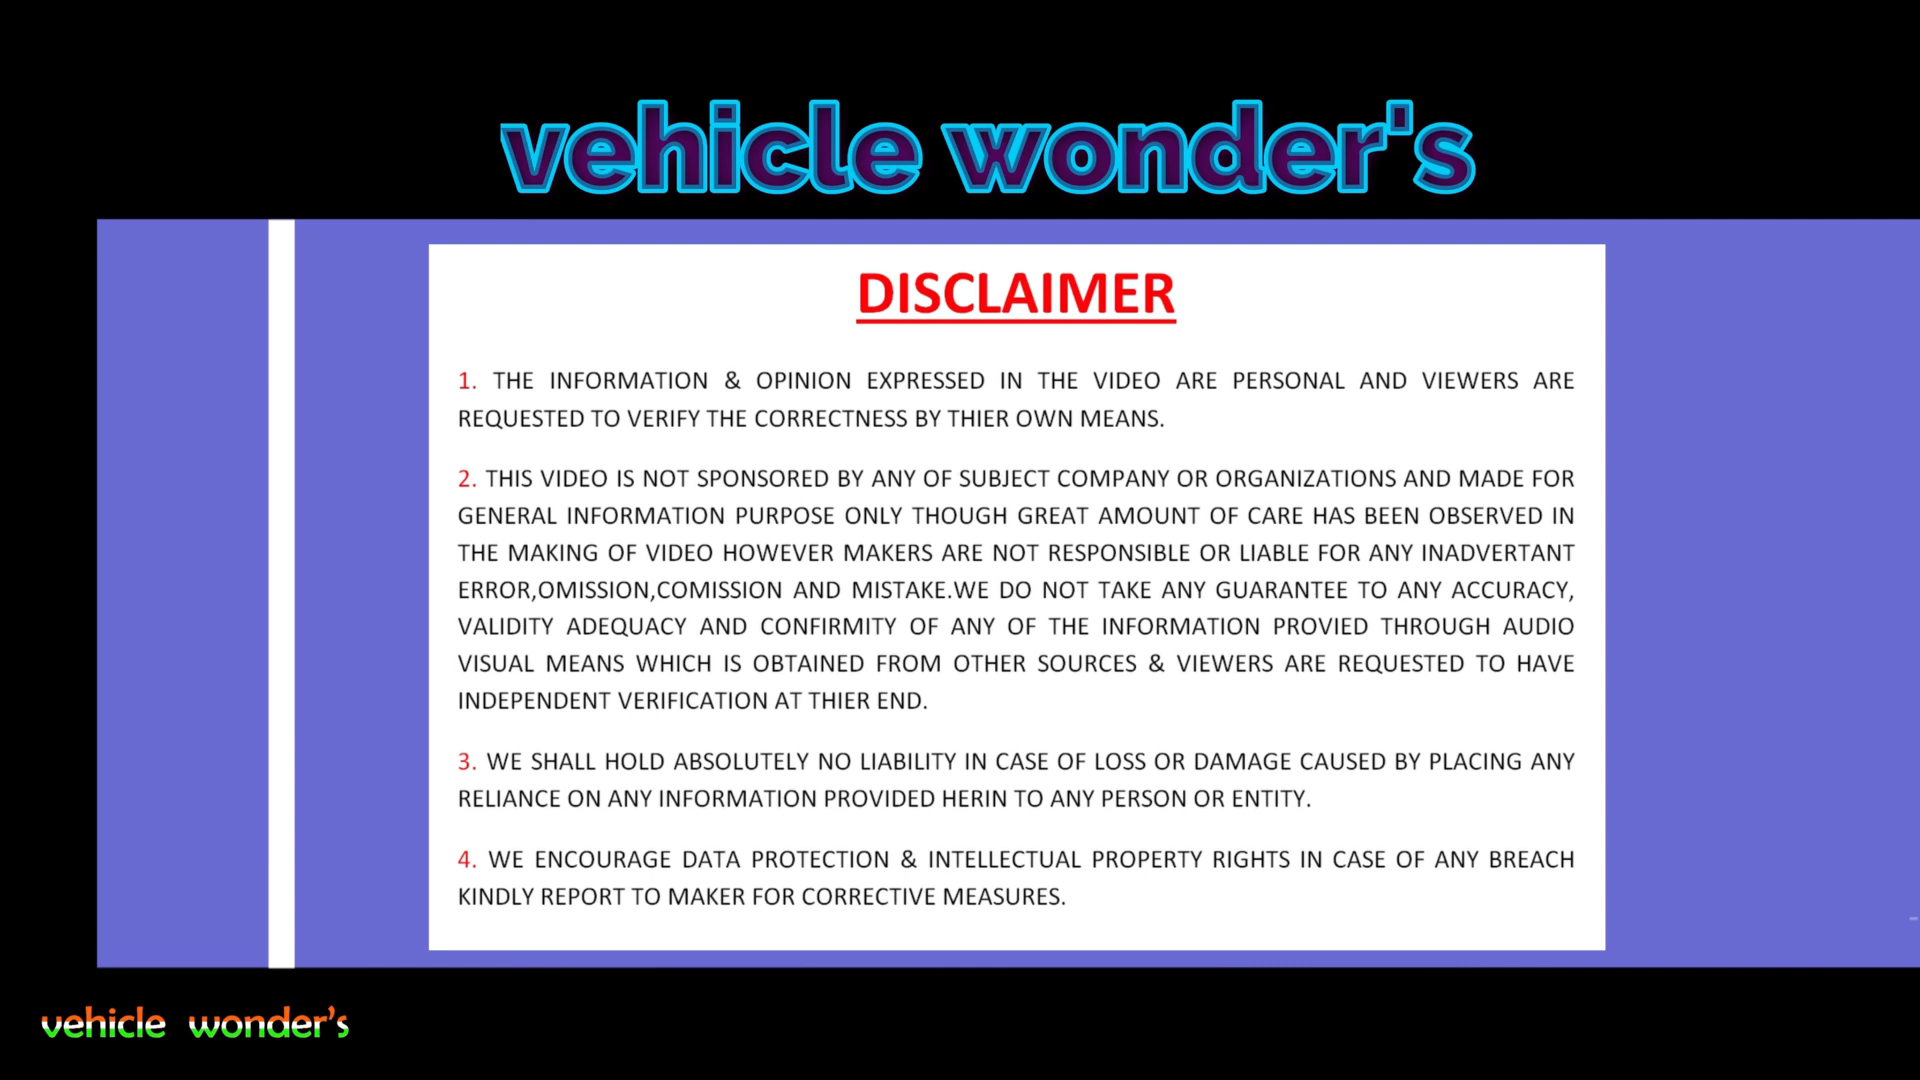 vehicle wonder's
DISCLAIMER
1. THE INFORMATION & OPINION EXPRESSED IN THE VIDEO ARE PERSONAL AND VIEWERS ARE
REQUESTED TO VERIFY THE CORRECTNESS BY THIER OWN MEANS.
2. THIS VIDEO IS NOT SPONSORED BY ANY OF SUBJECT COMPANY OR ORGANIZATIONS AND MADE FOR
GENERAL INFORMATION PURPOSE ONLY THOUGH GREAT AMOUNT OF CARE HAS BEEN OBSERVED IN
THE MAKING OF VIDEO HOWEVER MAKERS ARE NOT RESPONSIBLE OR LIABLE FOR ANY INADVERTANT
ERROR,OMISSION,COMISSION AND MISTAKE.WE DO NOT TAKE ANY GUARANTEE TO ANY ACCURACY,
VALIDITY ADEQUACY AND CONFIRMITY OF ANY OF THE INFORMATION PROVIED THROUGH AUDIO
VISUAL MEANS WHICH IS OBTAINED FROM OTHER SOURCES & VIEWERS ARE REQUESTED TO HAVE
INDEPENDENT VERIFICATION AT THIER END.
3. WE SHALL HOLD ABSOLUTELY NO LIABILITY IN CASE OF LOSS OR DAMAGE CAUSED BY PLACING ANY
RELIANCE ON ANY INFORMATION PROVIDED HERIN TO ANY PERSON OR ENTITY.
4. WE ENCOURAGE DATA PROTECTION & INTELLECTUAL PROPERTY RIGHTS IN CASE OF ANY BREACH
KINDLY REPORT TO MAKER FOR CORRECTIVE MEASURES.
vehicle wonder's